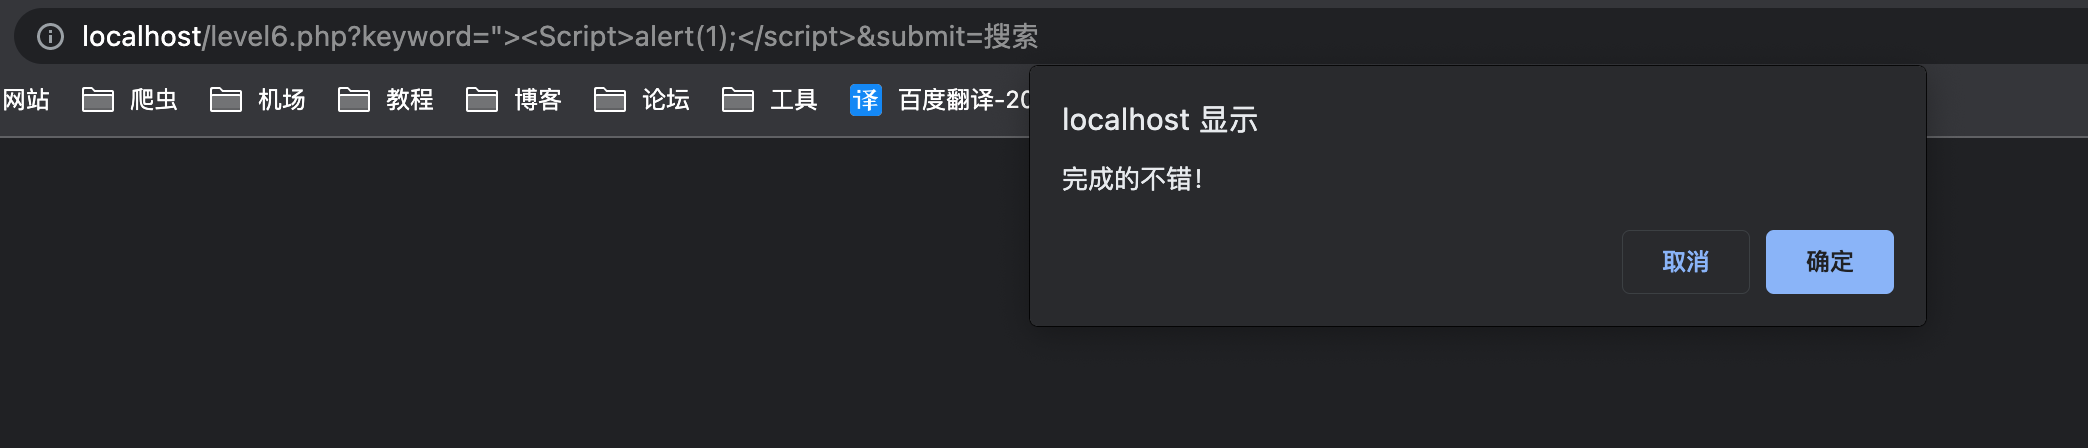 localhost/level6.php?keyword="><Script>alert(1);</script>&submit=搜索
网站 爬虫 机场 教程 博客 论坛 工具 译 百度翻译-20
localhost 显示
完成的不错！
取消 确定